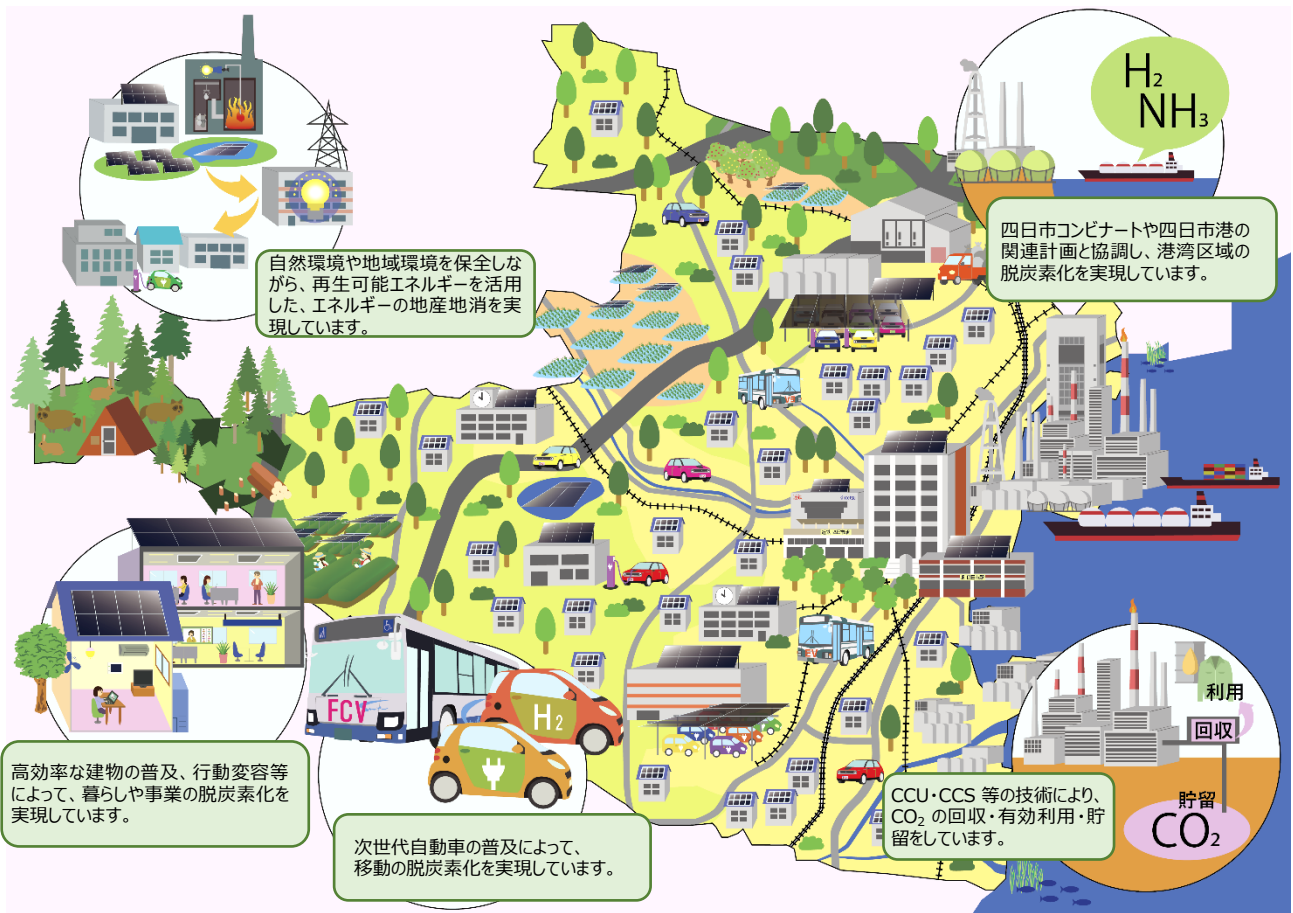 H₂
NH₃
四日市コンビナートや四日市港の
関連計画と協調し、港湾区域の
脱炭素化を実現しています。
自然環境や地域環境を保全しな
がら、再生可能エネルギーを活用
した、エネルギーの地産地消を実
現しています。
高効率な建物の普及、行動変容等
によって、暮らしや事業の脱炭素化を
実現しています。
FCV
H₂
次世代自動車の普及によって、
移動の脱炭素化を実現しています。
EV
利用
回収
貯留
CO₂
CCU・CCS 等の技術により、
CO₂ の回収・有効利用・貯
留をしています。